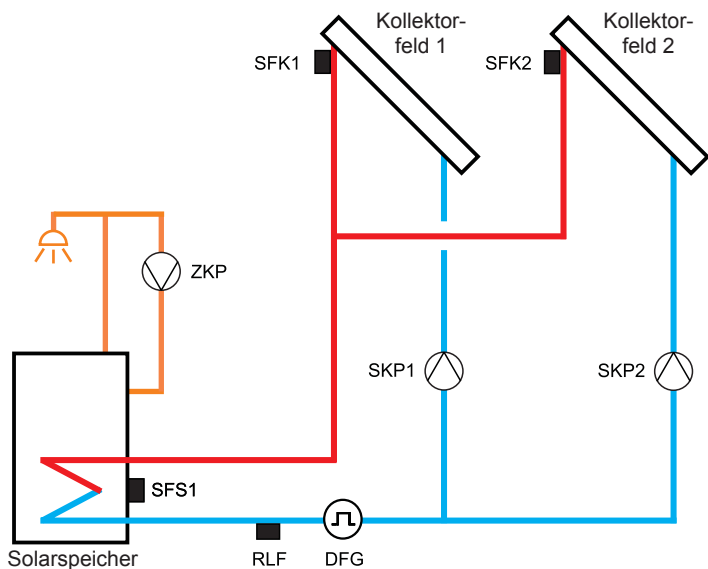 Kollektor-
feld 1
Kollektor-
feld 2
SFK1
SFK2
ZKP
SKP1
SKP2
SFS1
Solarspeicher
RLF
DFG